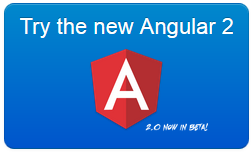 Try the new Angular 2
A
2.0 NOW IN BETA!